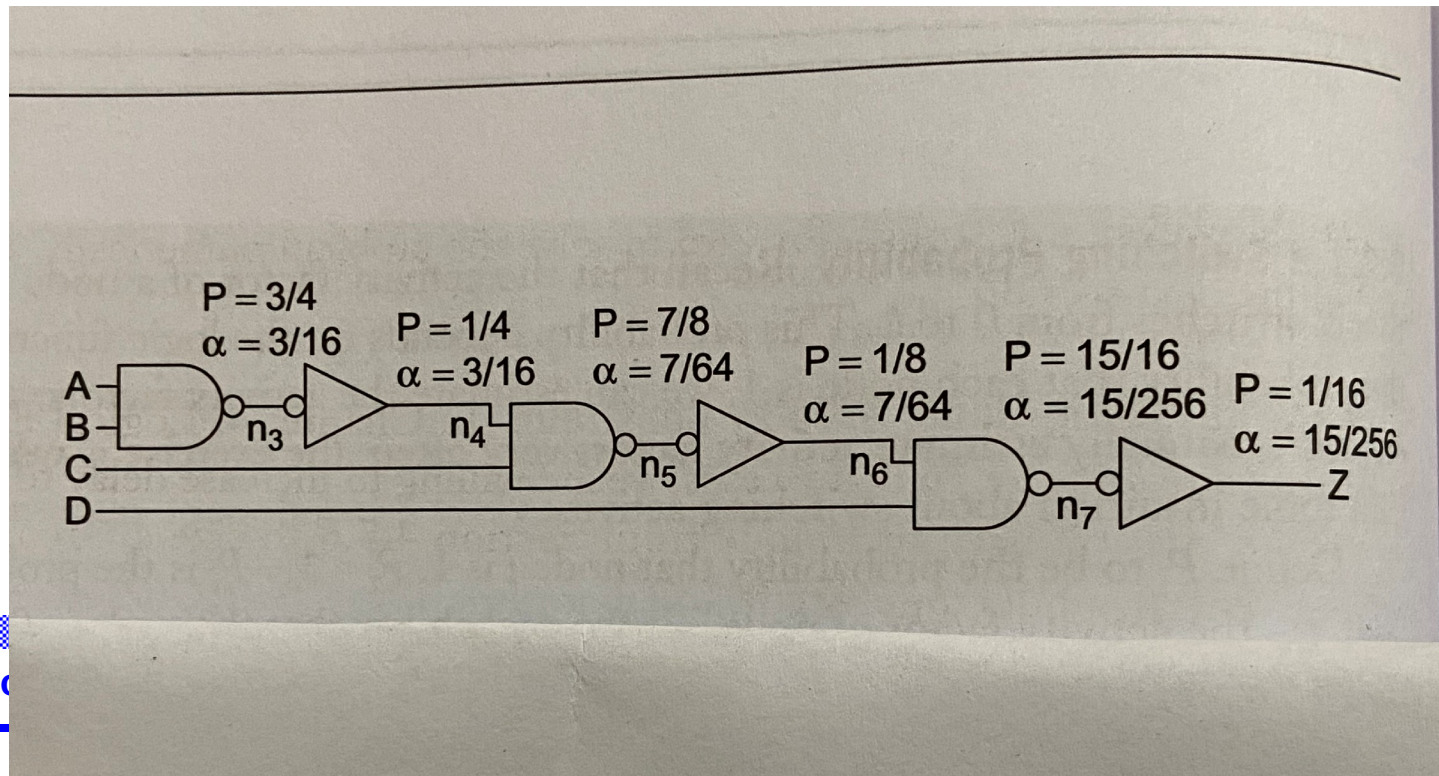 P = 3/4
α = 3/16
P = 1/4
α = 3/16
P = 7/8
α = 7/64
P = 1/8
α = 7/64
P = 15/16
α = 15/256
P = 1/16
α = 15/256
A
B
C
D
n3
n4
n5
n6
n7
Z